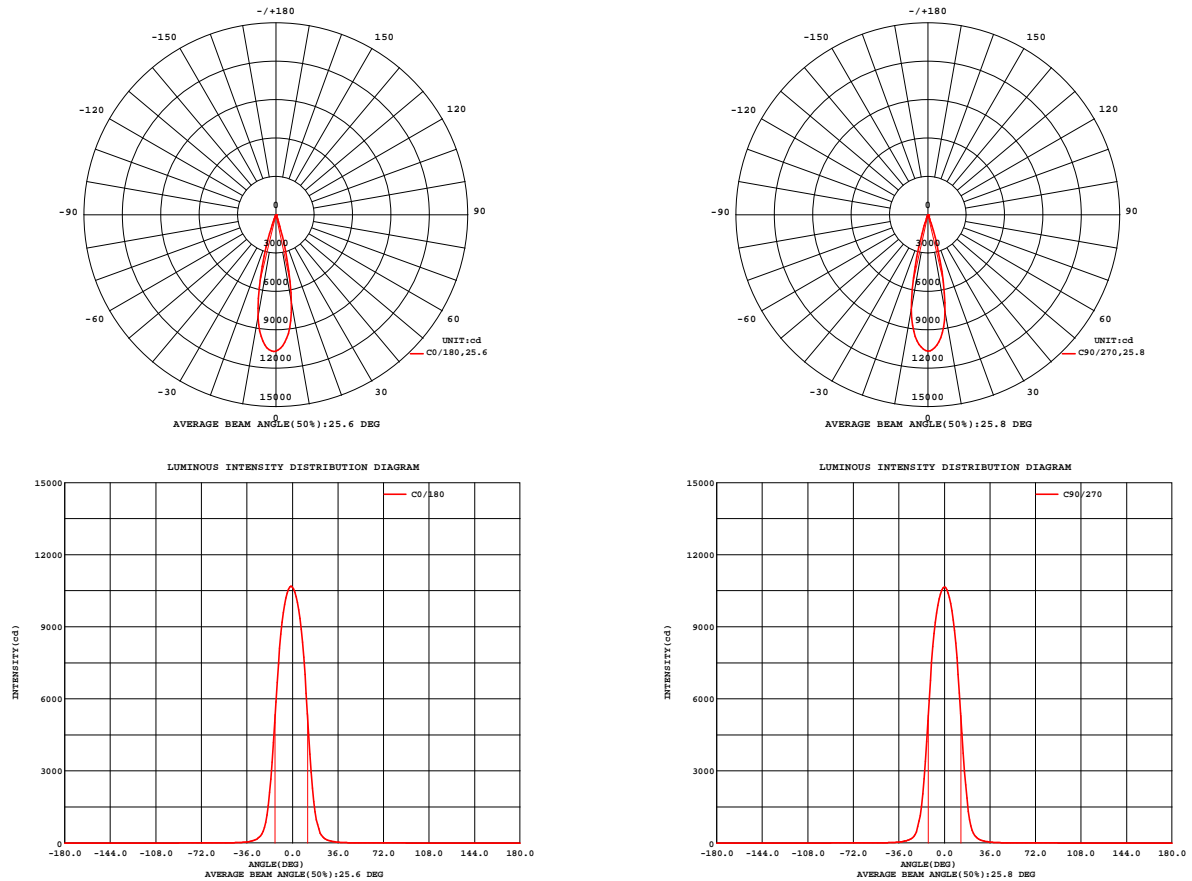 -/+180
-150
150
-120
120
-90
90
-60
60
-30
30
0
0
3000
6000
9000
12000
15000
UNIT:cd
C0/180,25.6
AVERAGE BEAM ANGLE(50%):25.6 DEG
-/+180
-150
150
-120
120
-90
90
-60
60
-30
30
0
0
3000
6000
9000
12000
15000
UNIT:cd
C90/270,25.8
AVERAGE BEAM ANGLE(50%):25.8 DEG
LUMINOUS INTENSITY DISTRIBUTION DIAGRAM
C0/180
15000
12000
9000
6000
3000
0
INTENSITY(cd)
-180.0 -144.0 -108.0 -72.0 -36.0 0.0 36.0 72.0 108.0 144.0 180.0
ANGLE(DEG)
AVERAGE BEAM ANGLE(50%):25.6 DEG
LUMINOUS INTENSITY DISTRIBUTION DIAGRAM
C90/270
15000
12000
9000
6000
3000
0
INTENSITY(cd)
-180.0 -144.0 -108.0 -72.0 -36.0 0.0 36.0 72.0 108.0 144.0 180.0
ANGLE(DEG)
AVERAGE BEAM ANGLE(50%):25.8 DEG